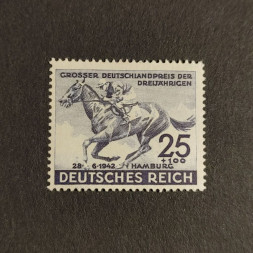 GROSSER DEUTSCHLANDPREIS DER
DREIJÄHRIGEN
25
+100
28 6·1942 HAMBURG
DEUTSCHES REICH